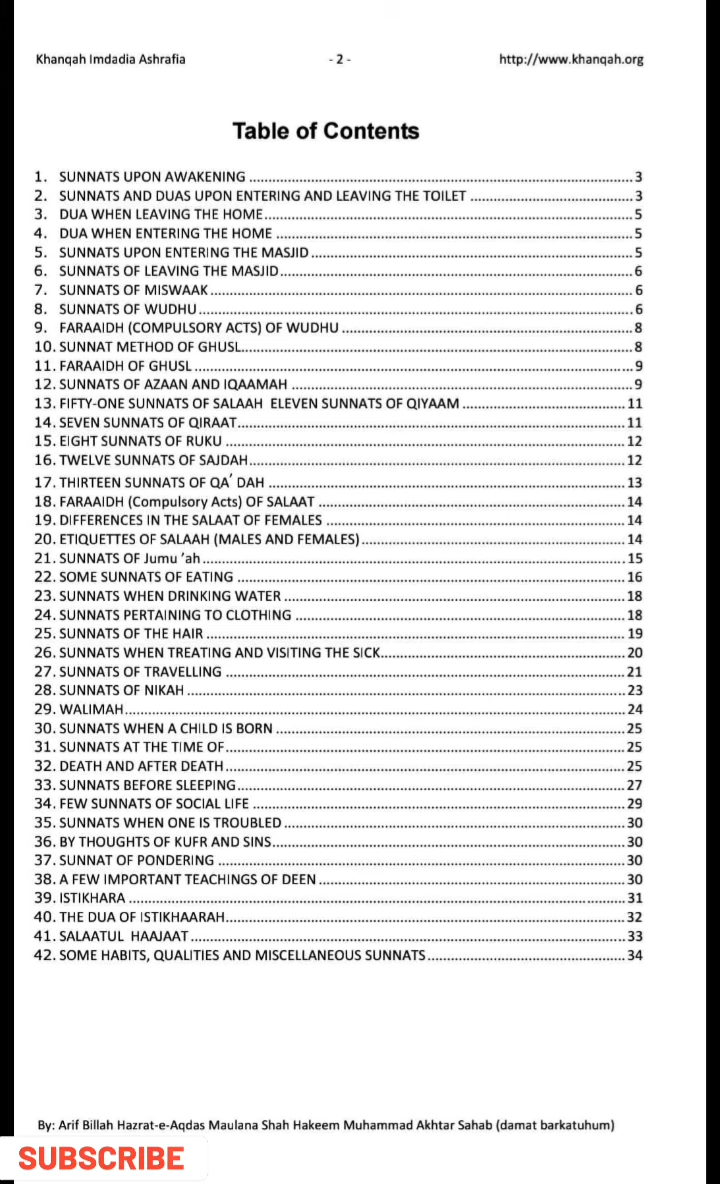 Khanqah Imdadia Ashrafia - 2 - http://www.khanqah.org
Table of Contents
1. SUNNATS UPON AWAKENING ........ 3
2. SUNNATS AND DUAS UPON ENTERING AND LEAVING THE TOILET ........ 3
3. DUA WHEN LEAVING THE HOME ........ 5
4. DUA WHEN ENTERING THE HOME ........ 5
5. SUNNATS UPON ENTERING THE MASJID ........ 5
6. SUNNATS OF LEAVING THE MASJID ........ 6
7. SUNNATS OF MISWAAK ........ 6
8. SUNNATS OF WUDHU ........ 6
9. FARAAIDH (COMPULSORY ACTS) OF WUDHU ........ 8
10. SUNNAT METHOD OF GHUSL ........ 8
11. FARAAIDH OF GHUSL ........ 9
12. SUNNATS OF AZAAN AND IQAAMAH ........ 9
13. FIFTY-ONE SUNNATS OF SALAAH ELEVEN SUNNATS OF QIYAAM ........ 11
14. SEVEN SUNNATS OF QIRAAT ........ 11
15. EIGHT SUNNATS OF RUKU ........ 12
16. TWELVE SUNNATS OF SAJDAH ........ 12
17. THIRTEEN SUNNATS OF QA' DAH ........ 13
18. FARAAIDH (Compulsory Acts) OF SALAAT ........ 14
19. DIFFERENCES IN THE SALAAT OF FEMALES ........ 14
20. ETIQUETTES OF SALAAH (MALES AND FEMALES) ........ 14
21. SUNNATS OF Jumu 'ah ........ 15
22. SOME SUNNATS OF EATING ........ 16
23. SUNNATS WHEN DRINKING WATER ........ 18
24. SUNNATS PERTAINING TO CLOTHING ........ 18
25. SUNNATS OF THE HAIR ........ 19
26. SUNNATS WHEN TREATING AND VISITING THE SICK ........ 20
27. SUNNATS OF TRAVELLING ........ 21
28. SUNNATS OF NIKAH ........ 23
29. WALIMAH ........ 24
30. SUNNATS WHEN A CHILD IS BORN ........ 25
31. SUNNATS AT THE TIME OF ........ 25
32. DEATH AND AFTER DEATH ........ 25
33. SUNNATS BEFORE SLEEPING ........ 27
34. FEW SUNNATS OF SOCIAL LIFE ........ 29
35. SUNNATS WHEN ONE IS TROUBLED ........ 30
36. BY THOUGHTS OF KUFR AND SINS ........ 30
37. SUNNAT OF PONDERING ........ 30
38. A FEW IMPORTANT TEACHINGS OF DEEN ........ 30
39. ISTIKHARA ........ 31
40. THE DUA OF ISTIKHAARAH ........ 32
41. SALAATUL HAAJAAT ........ 33
42. SOME HABITS, QUALITIES AND MISCELLANEOUS SUNNATS ........ 34
By: Arif Billah Hazrat-e-Aqdas Maulana Shah Hakeem Muhammad Akhtar Sahab (damat barkatuhum)
SUBSCRIBE